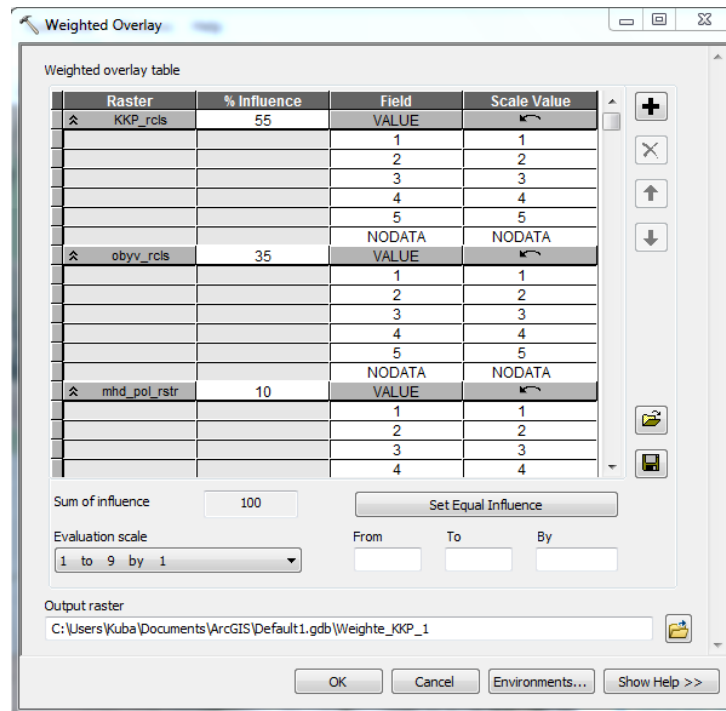 Weighted Overlay
Weighted overlay table
Raster % Influence Field Scale Value
KKP_rcls 55 VALUE
1 1
2 2
3 3
4 4
5 5
NODATA NODATA
obyv_rcls 35 VALUE
1 1
2 2
3 3
4 4
5 5
NODATA NODATA
mhd_pol_rstr 10 VALUE
1 1
2 2
3 3
4 4
Sum of influence 100 Set Equal Influence
Evaluation scale From To By
1 to 9 by 1
Output raster
C:\Users\Kuba\Documents\ArcGIS\Default1.gdb\Weighte_KKP_1
OK Cancel Environments... Show Help >>